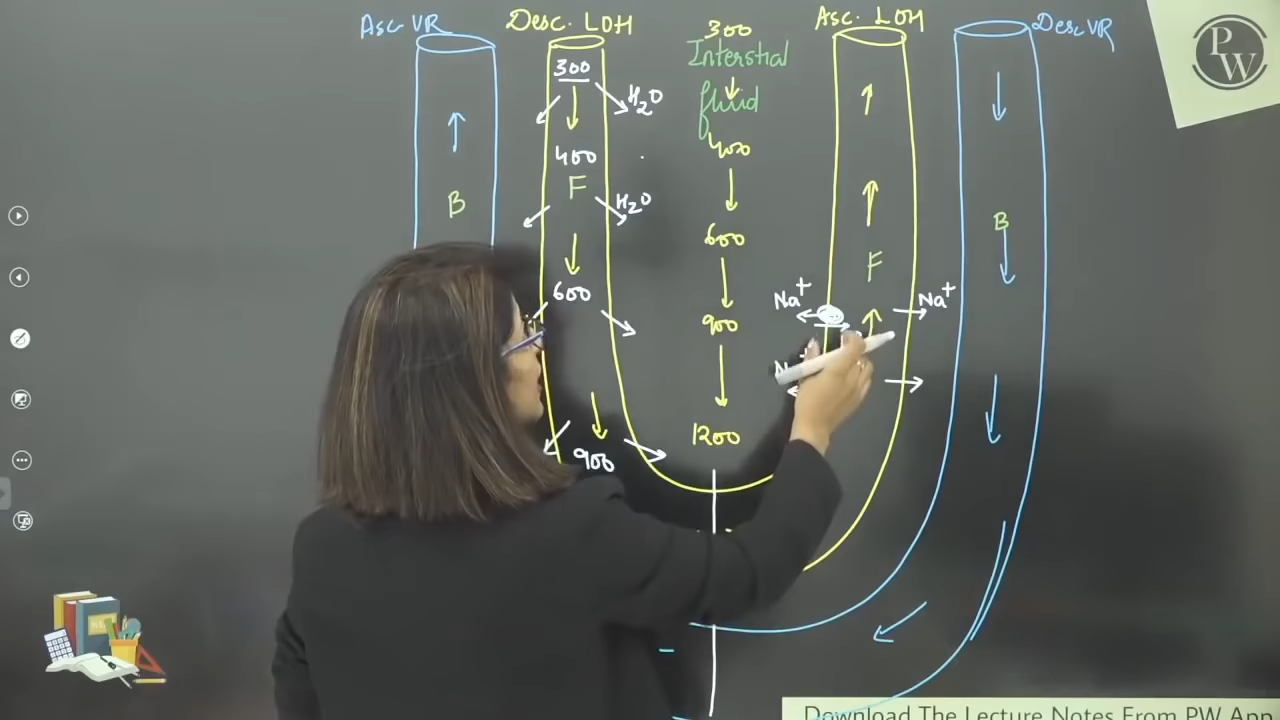 Asc VR
Desc. LOH
300
Asc. LOH
Desc VR
PW
Interstial
fluid
300
H₂O
400
400
F
H₂O
B
B
600
F
600
Na⁺
Na⁺
900
1200
900
Download The Lecture Notes From PW App